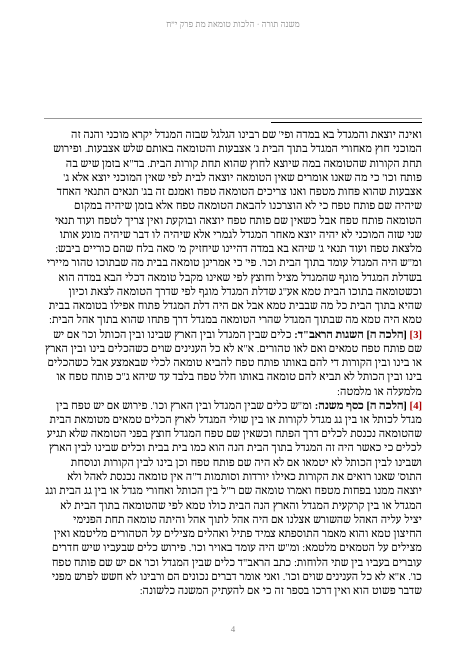 משנה תורה - הלכות טומאת מת פרק י״ח
ואינה יוצאת והמגדל בא במדה ופי' שם רבינו הגלגל שבזה המגדל יקרא מוכני והנה זה
המוכני חוץ מאחורי המגדל בתוך הבית ג' אצבעות והטומאה באותם שלש אצבעות. ופירוש
תחת הקורות שהטומאה במה שיוצא לחוץ שהוא תחת קורות הבית. בד"א בזמן שיש בה
פותח וכו' כי מה שאנו אומרים שאין הטומאה יוצאה לבית לפי שאין המוכני יוצא אלא ג'
אצבעות שהוא פחות מטפח ואנו צריכים הטומאה טפח ואמנם זה בג' תנאים התנאי האחד
שיהיה שם פותח טפח כי לא הוצרכנו להבאת הטומאה טפח אלא בזמן שיהיה במקום
הטומאה פותח טפח אבל כשאין שם פותח טפח יוצאה ובוקעת ואין צריך לטפח ועוד תנאי
שני שזה המוכני לא יהיה יוצא מאחר המגדל לגמרי אלא שיהיה לו דבר שיהיה מונע אותו
מלצאת טפח ועוד תנאי ג' שיהא בא במדה דהיינו שיחזיק מ' סאה בלח שהם כוריים ביבש:
ומ"ש היה המגדל עומד בתוך הבית וכו'. פי' כי אמרינן טומאה בבית מה שבתוכו טהור מיירי
בשדלת המגדל מוגף שהמגדל מציל וחוצץ לפי שאינו מקבל טומאה דכלי הבא במדה הוא
וכשטומאה בתוכו הבית טמא אע"ג שדלת המגדל מוגף לפי שדרך הטומאה לצאת וכיון
שהיא בתוך הבית כל מה שבבית טמא אבל אם היה דלת המגדל פתוח אפילו בטומאה בבית
טמא היה טמא מה שבתוך המגדל שהרי הטומאה במגדל דרך פתחו שהוא בתוך אהל הבית:
[3] [הלכה ה] השגות הראב"ד: כלים שבין המגדל ובין הארץ שבינו ובין הכותל וכו' אם יש
שם פותח טפח טמאים ואם לאו טהורים. א"א לא כל הענינים שוים כשהכלים בינו ובין הארץ
או בינו ובין הקורות די להם באותו פותח טפח להביא טומאה לכלי שבאמצע אבל כשהכלים
בינו ובין הכותל לא תביא להם טומאה באותו חלל טפח בלבד עד שיהא ג"כ פותח טפח או
מלמעלה או מלמטה:
[4] [הלכה ה] כסף משנה: ומ"ש כלים שבין המגדל ובין הארץ וכו'. פירוש אם יש טפח בין
מגדל לכותל או בין גג מגדל לקורות או בין שולי המגדל לארץ הכלים טמאים מטומאת הבית
שהטומאה נכנסת לכלים דרך הפתח וכשאין שם טפח המגדל חוצץ בפני הטומאה שלא תגיע
לכלים כי כאשר היה זה המגדל בתוך הבית הנה הוא כמו בית בבית וכלים שבינו לבין הארץ
ושבינו לבין הכותל לא יטמאו אם לא היה שם פותח טפח וכן בינו לבין הקורות ונוסחת
התוס' שאנו רואים את הקורות כאילו יורדות וסותמות ד"ה אין טומאה נכנסת לאהל ולא
יוצאה ממנו בפחות מטפח ואמרו טומאה שם ר"ל בין הכותל ואחורי מגדל או בין גג הבית וגג
המגדל או בין קרקעית המגדל והארץ הנה הבית כולו טמא לפי שהטומאה בתוך הבית לא
יציל עליה האהל שהשורש אצלנו אם היה אהל לתוך אהל והיתה טומאה תחת הפנימי
החיצון טמא והוא מאמר התוספתא צמיד פתיל ואהלים מצילים על הטהורים מליטמא ואין
מצילים על הטמאים מלטמא: ומ"ש היה עומד באויר וכו'. פירוש כלים שבעביו שיש חדרים
עוברים בעביו בין שתי הלוחות: כתב הראב"ד כלים שבין המגדל וכו' אם יש שם פותח טפח
כו'. א"א לא כל הענינים שוים וכו'. ואני אומר דברים נכונים הם ורבינו לא חשש לפרש מפני
שדבר פשוט הוא ואין דרכו בספר זה כי אם להעתיק המשנה כלשונה:
4